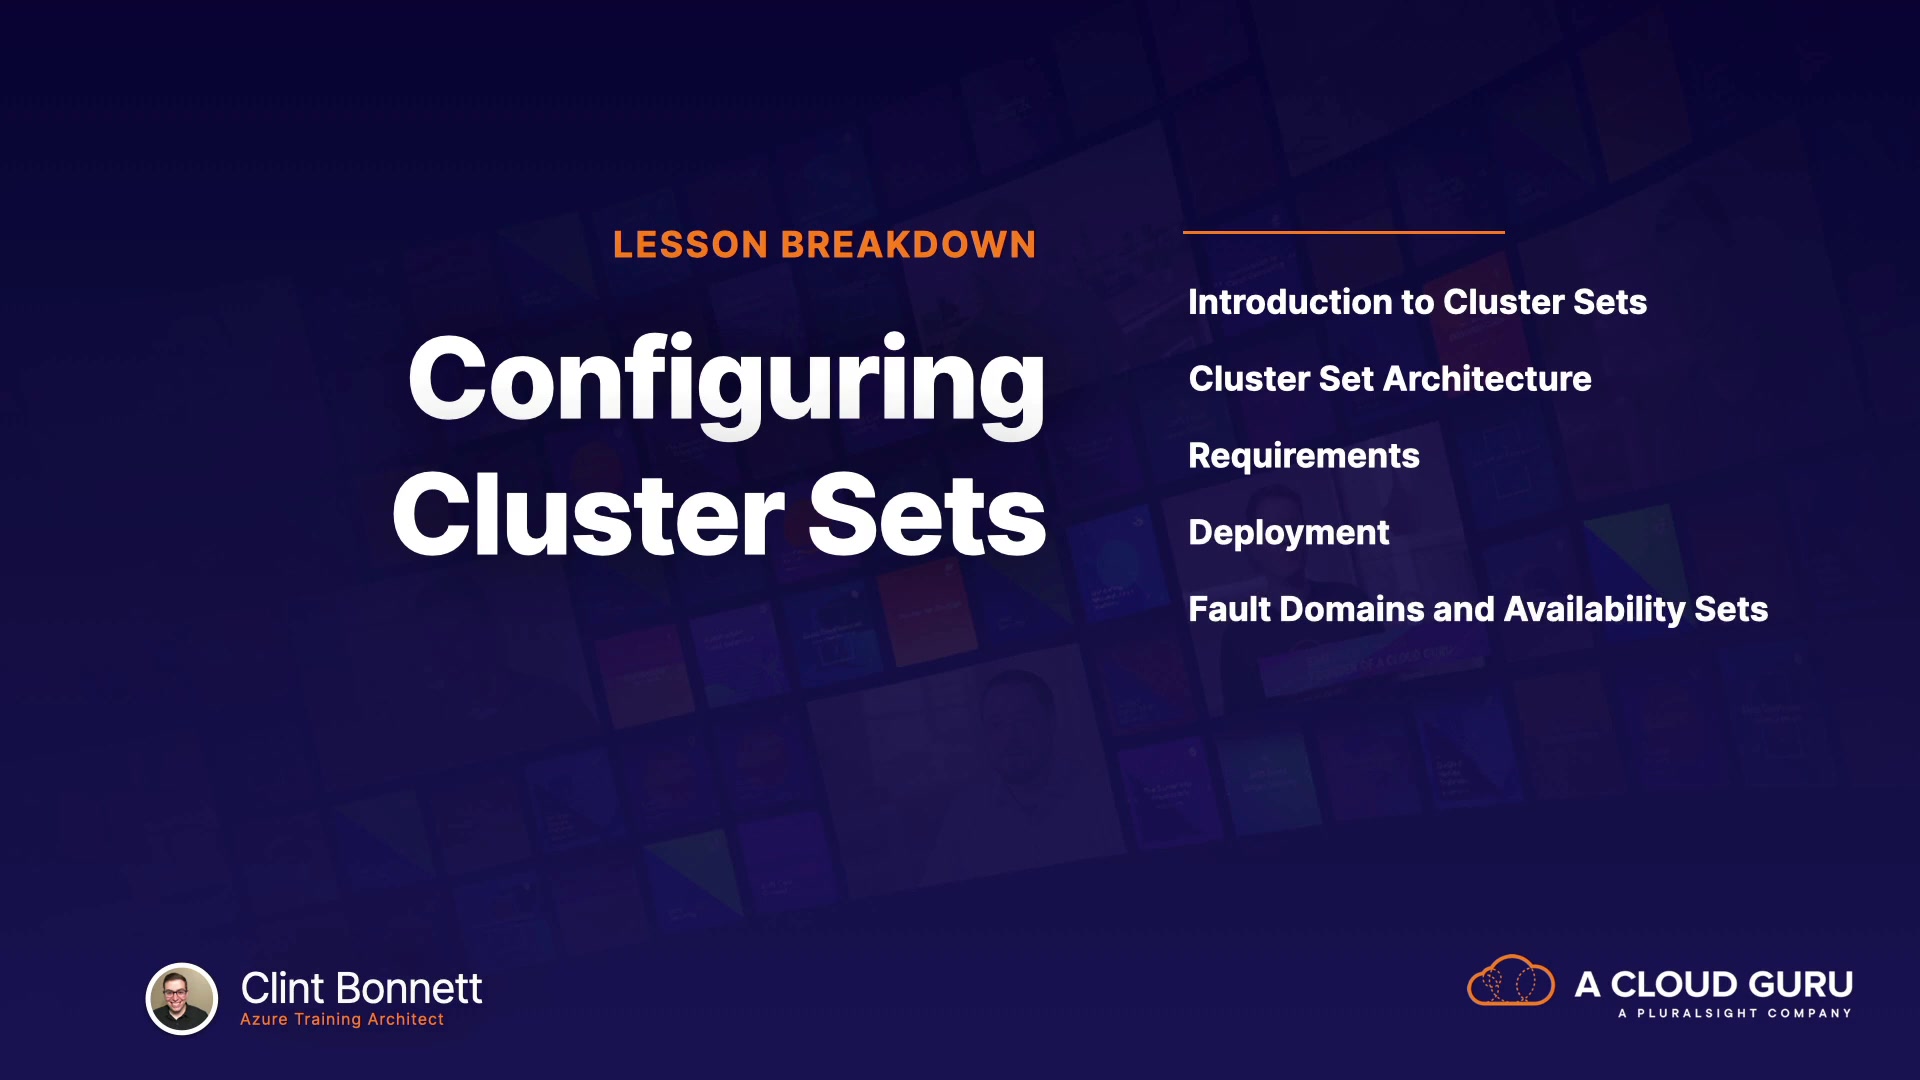 LESSON BREAKDOWN
Configuring
Cluster Sets
Introduction to Cluster Sets
Cluster Set Architecture
Requirements
Deployment
Fault Domains and Availability Sets
Clint Bonnett
Azure Training Architect
A CLOUD GURU
A PLURALSIGHT COMPANY